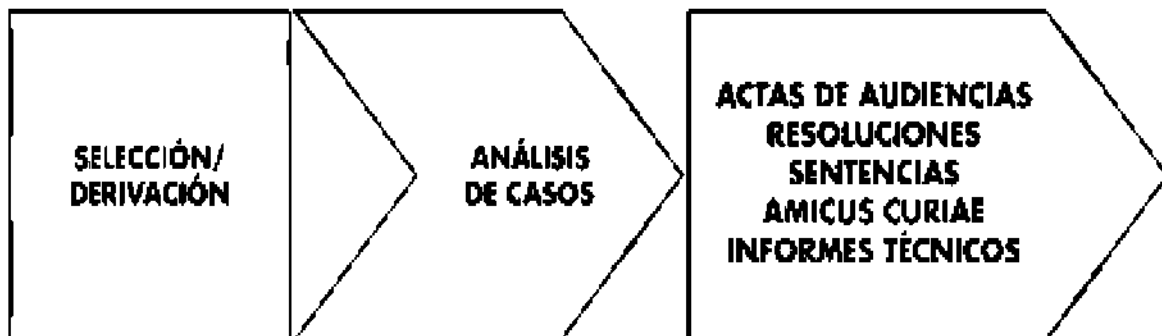 SELECCIÓN/
DERIVACIÓN
ANÁLISIS
DE CASOS
ACTAS DE AUDIENCIAS
RESOLUCIONES
SENTENCIAS
AMICUS CURIAE
INFORMES TÉCNICOS